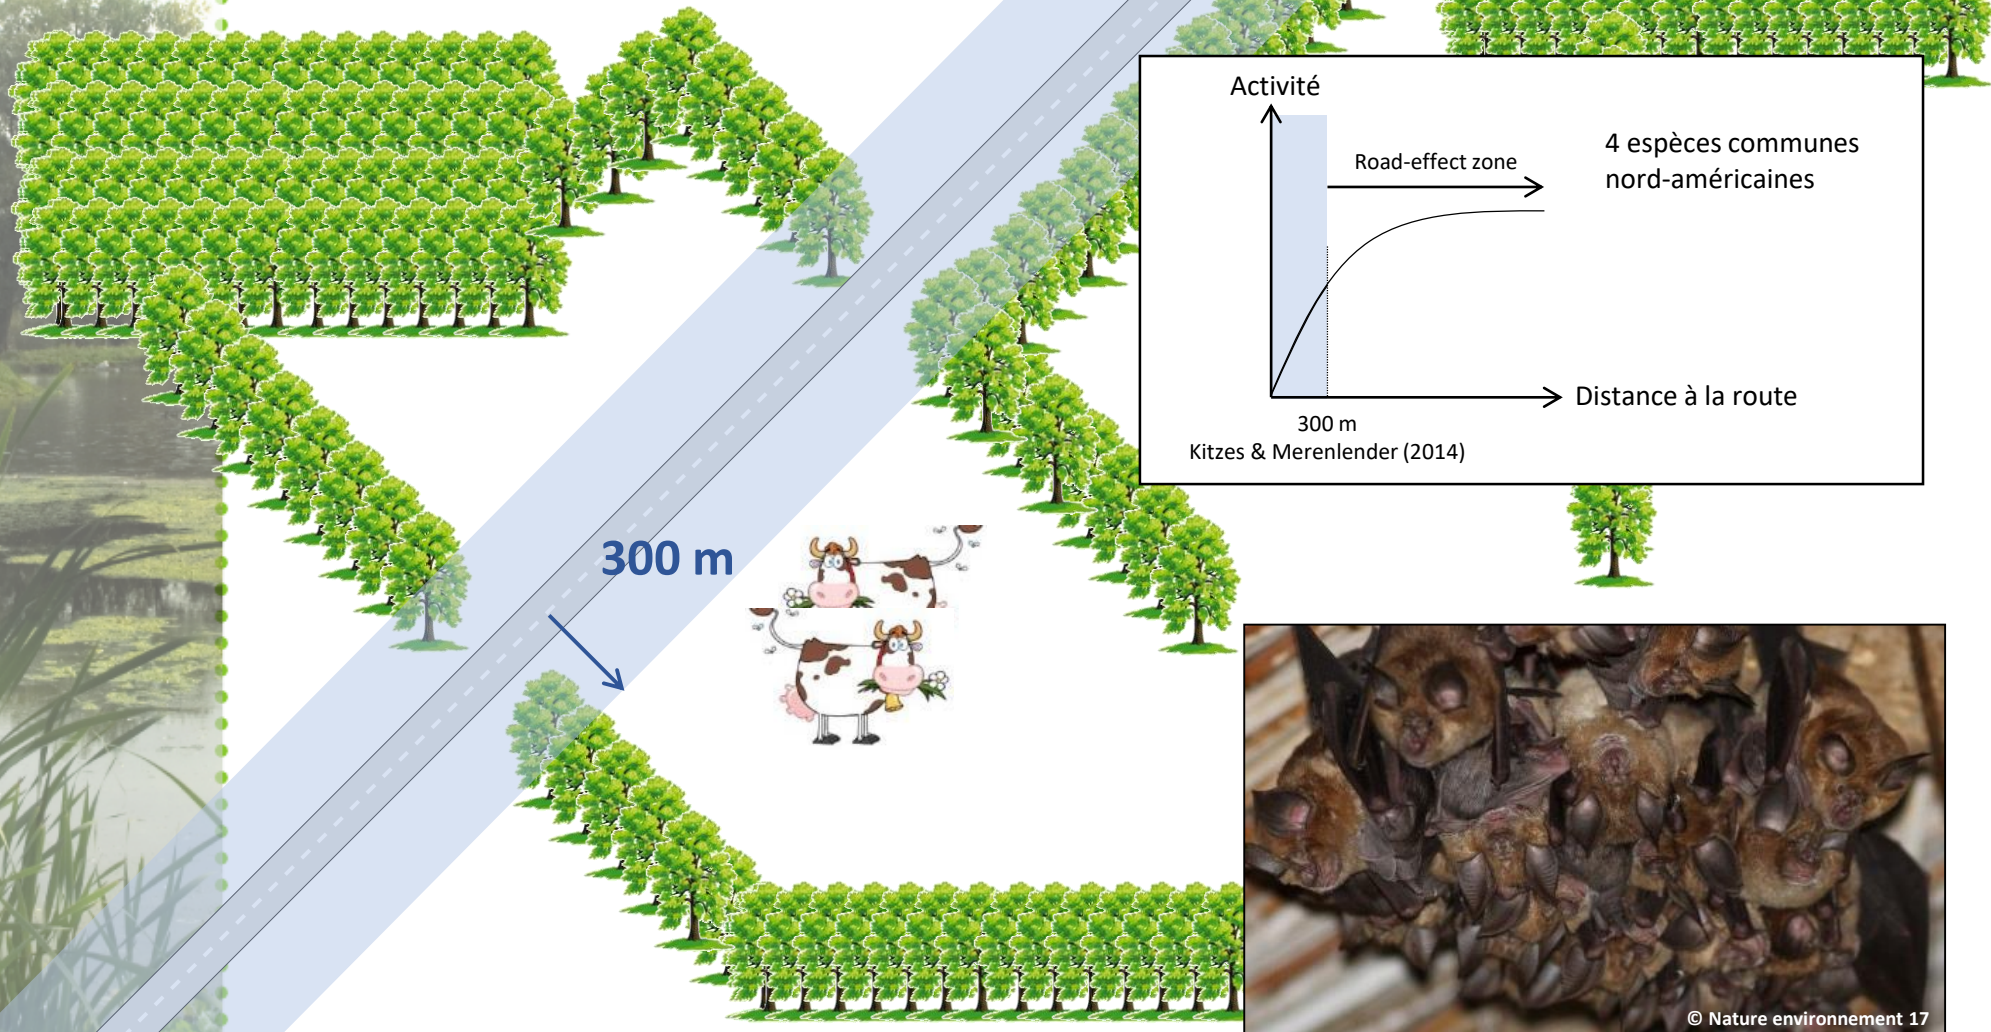 Activité
Road-effect zone
4 espèces communes
nord-américaines
Distance à la route
300 m
Kitzes & Merenlender (2014)
300 m
© Nature environnement 17